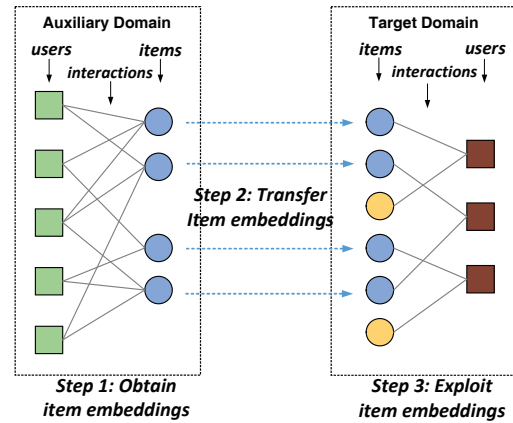 Auxiliary Domain
users
items
interactions
Target Domain
items
users
interactions
Step 2: Transfer
Item embeddings
Step 1: Obtain
item embeddings
Step 3: Exploit
item embeddings